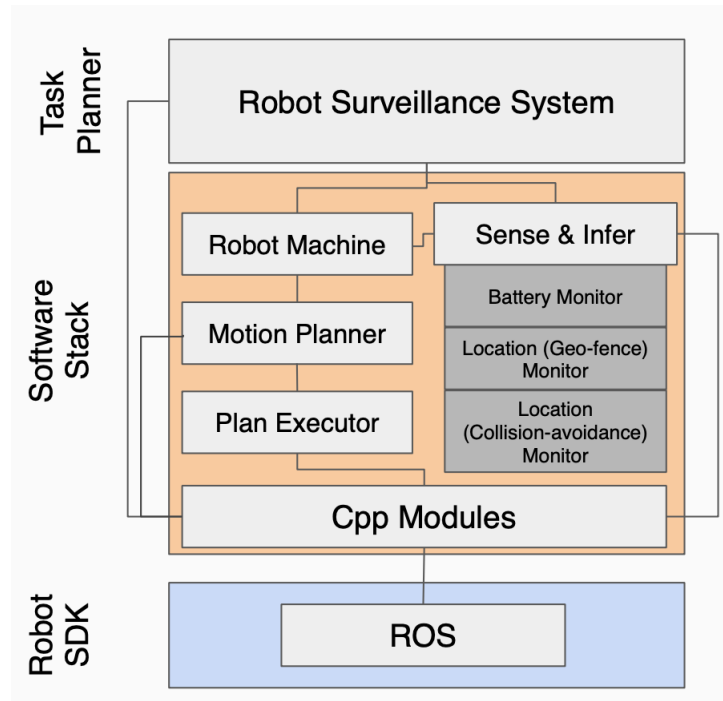 Task
Planner
Robot Surveillance System
Software
Stack
Robot Machine
Sense & Infer
Battery Monitor
Motion Planner
Location (Geo-fence)
Monitor
Plan Executor
Location
(Collision-avoidance)
Monitor
Cpp Modules
Robot
SDK
ROS